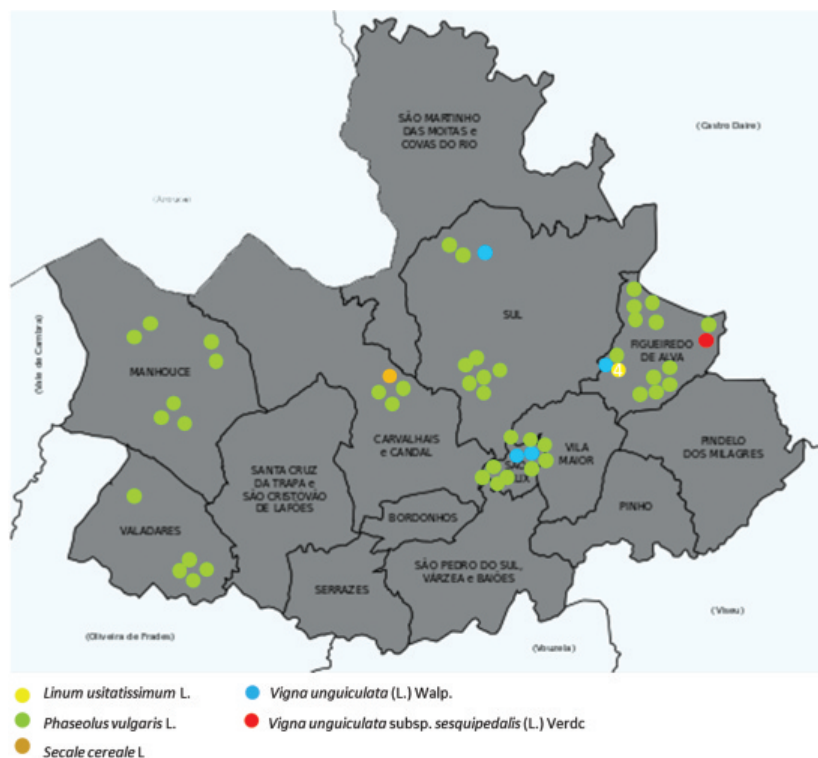 SÃO MARTINHO
DAS MOITAS e
COVAS DO RIO
(Castro Daire)
(Arouca)
(Vale de Cambra)
SUL
MANHOUCE
FIGUEIREDO
DE ALVA
4
CARVALHAIS
e CANDAL
VILA
MAIOR
PINDELO
DOS MILAGRES
SANTA CRUZ
DA TRAPA e
SÃO CRISTOVÃO
DE LAFÕES
VALADARES
BORDONHOS
PINHO
SÃO PEDRO DO SUL,
VÁRZEA e BAIÕES
SERRAZES
(Viseu)
(Oliveira de Frades)
(Vouzela)
Linum usitatissimum L.
Vigna unguiculata (L.) Walp.
Phaseolus vulgaris L.
Vigna unguiculata subsp. sesquipedalis (L.) Verdc
Secale cereale L